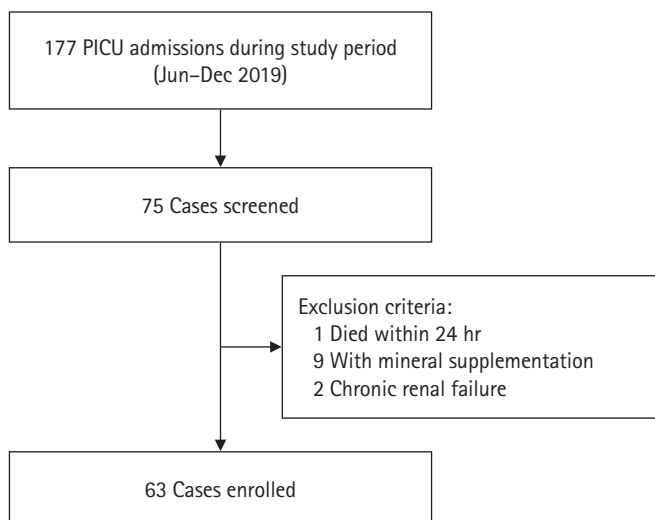 177 PICU admissions during study period
(Jun–Dec 2019)
75 Cases screened
Exclusion criteria:
1 Died within 24 hr
9 With mineral supplementation
2 Chronic renal failure
63 Cases enrolled